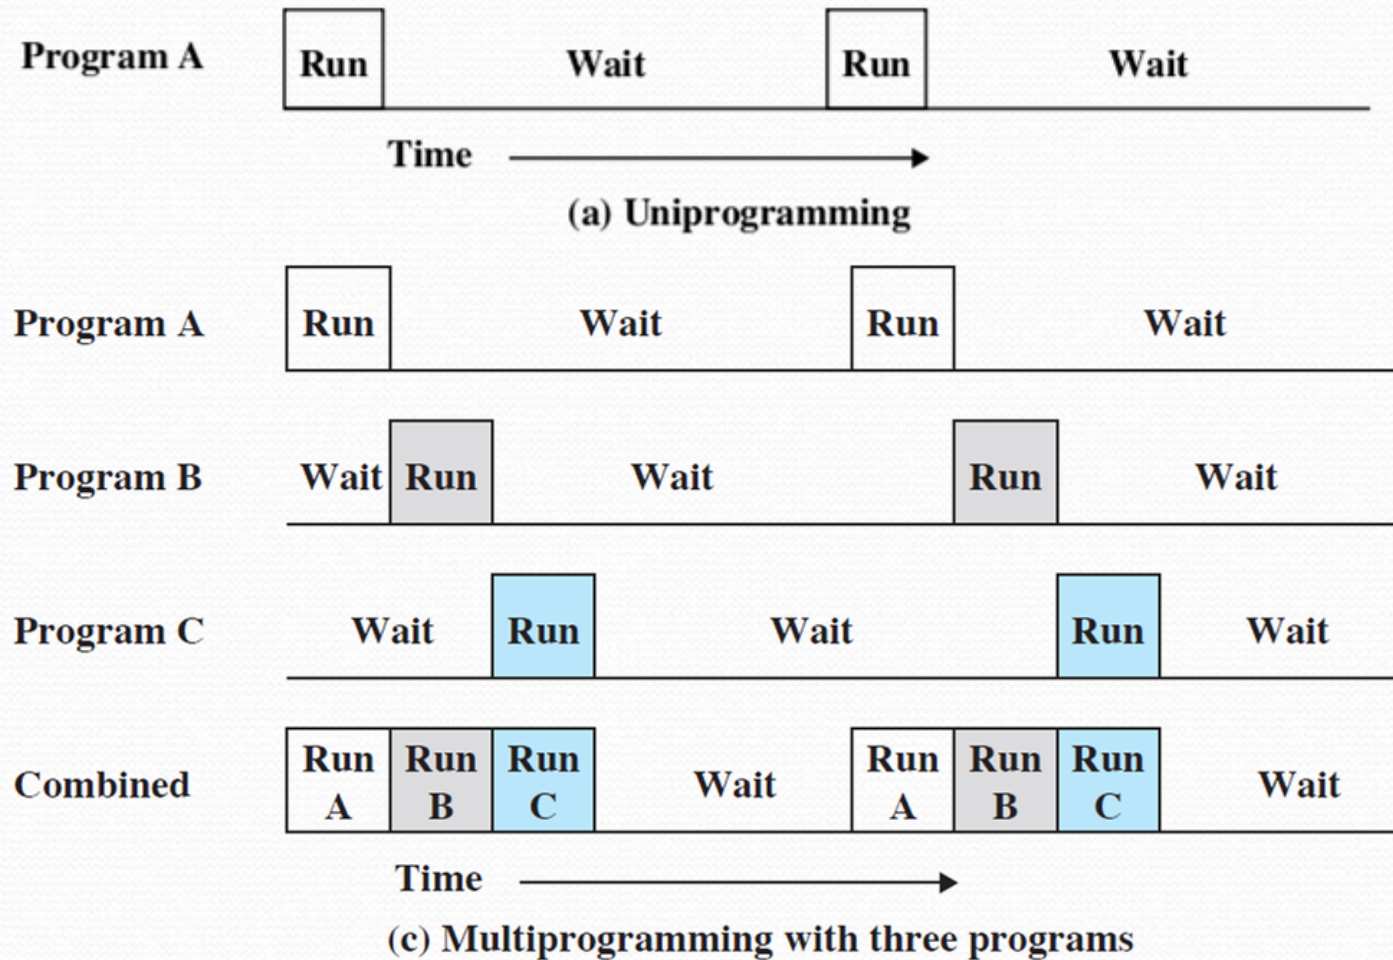 Program A Run Wait Run Wait
Time
(a) Uniprogramming
Program A Run Wait Run Wait
Program B Wait Run Wait Run Wait
Program C Wait Run Wait Run Wait
Run Run Run Run Run Run
Combined Wait Wait
A B C A B C
Time
(c) Multiprogramming with three programs